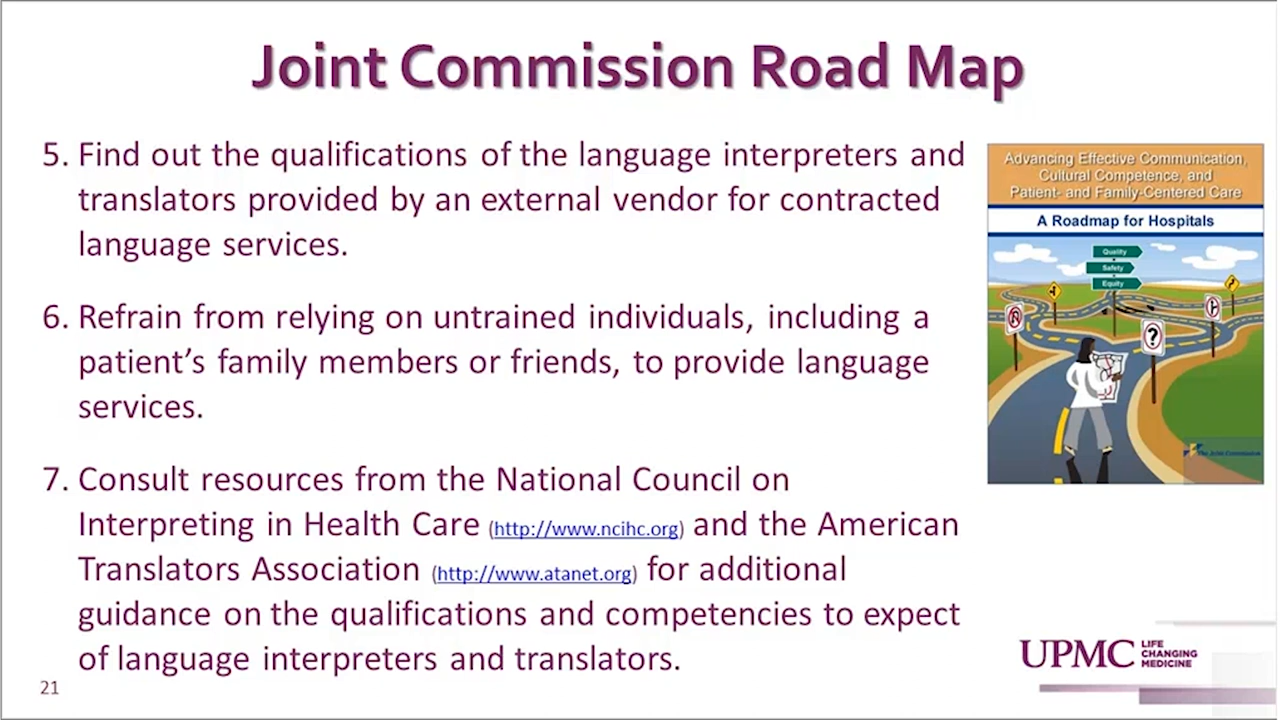 Joint Commission Road Map
5. Find out the qualifications of the language interpreters and
translators provided by an external vendor for contracted
language services.
6. Refrain from relying on untrained individuals, including a
patient’s family members or friends, to provide language
services.
7. Consult resources from the National Council on
Interpreting in Health Care (http://www.ncihc.org) and the American
Translators Association (http://www.atanet.org) for additional
guidance on the qualifications and competencies to expect
of language interpreters and translators.
21
Advancing Effective Communication,
Cultural Competence, and
Patient- and Family-Centered Care
A Roadmap for Hospitals
Quality
Safety
Equity
?
The Joint Commission
UPMC LIFE
CHANGING
MEDICINE